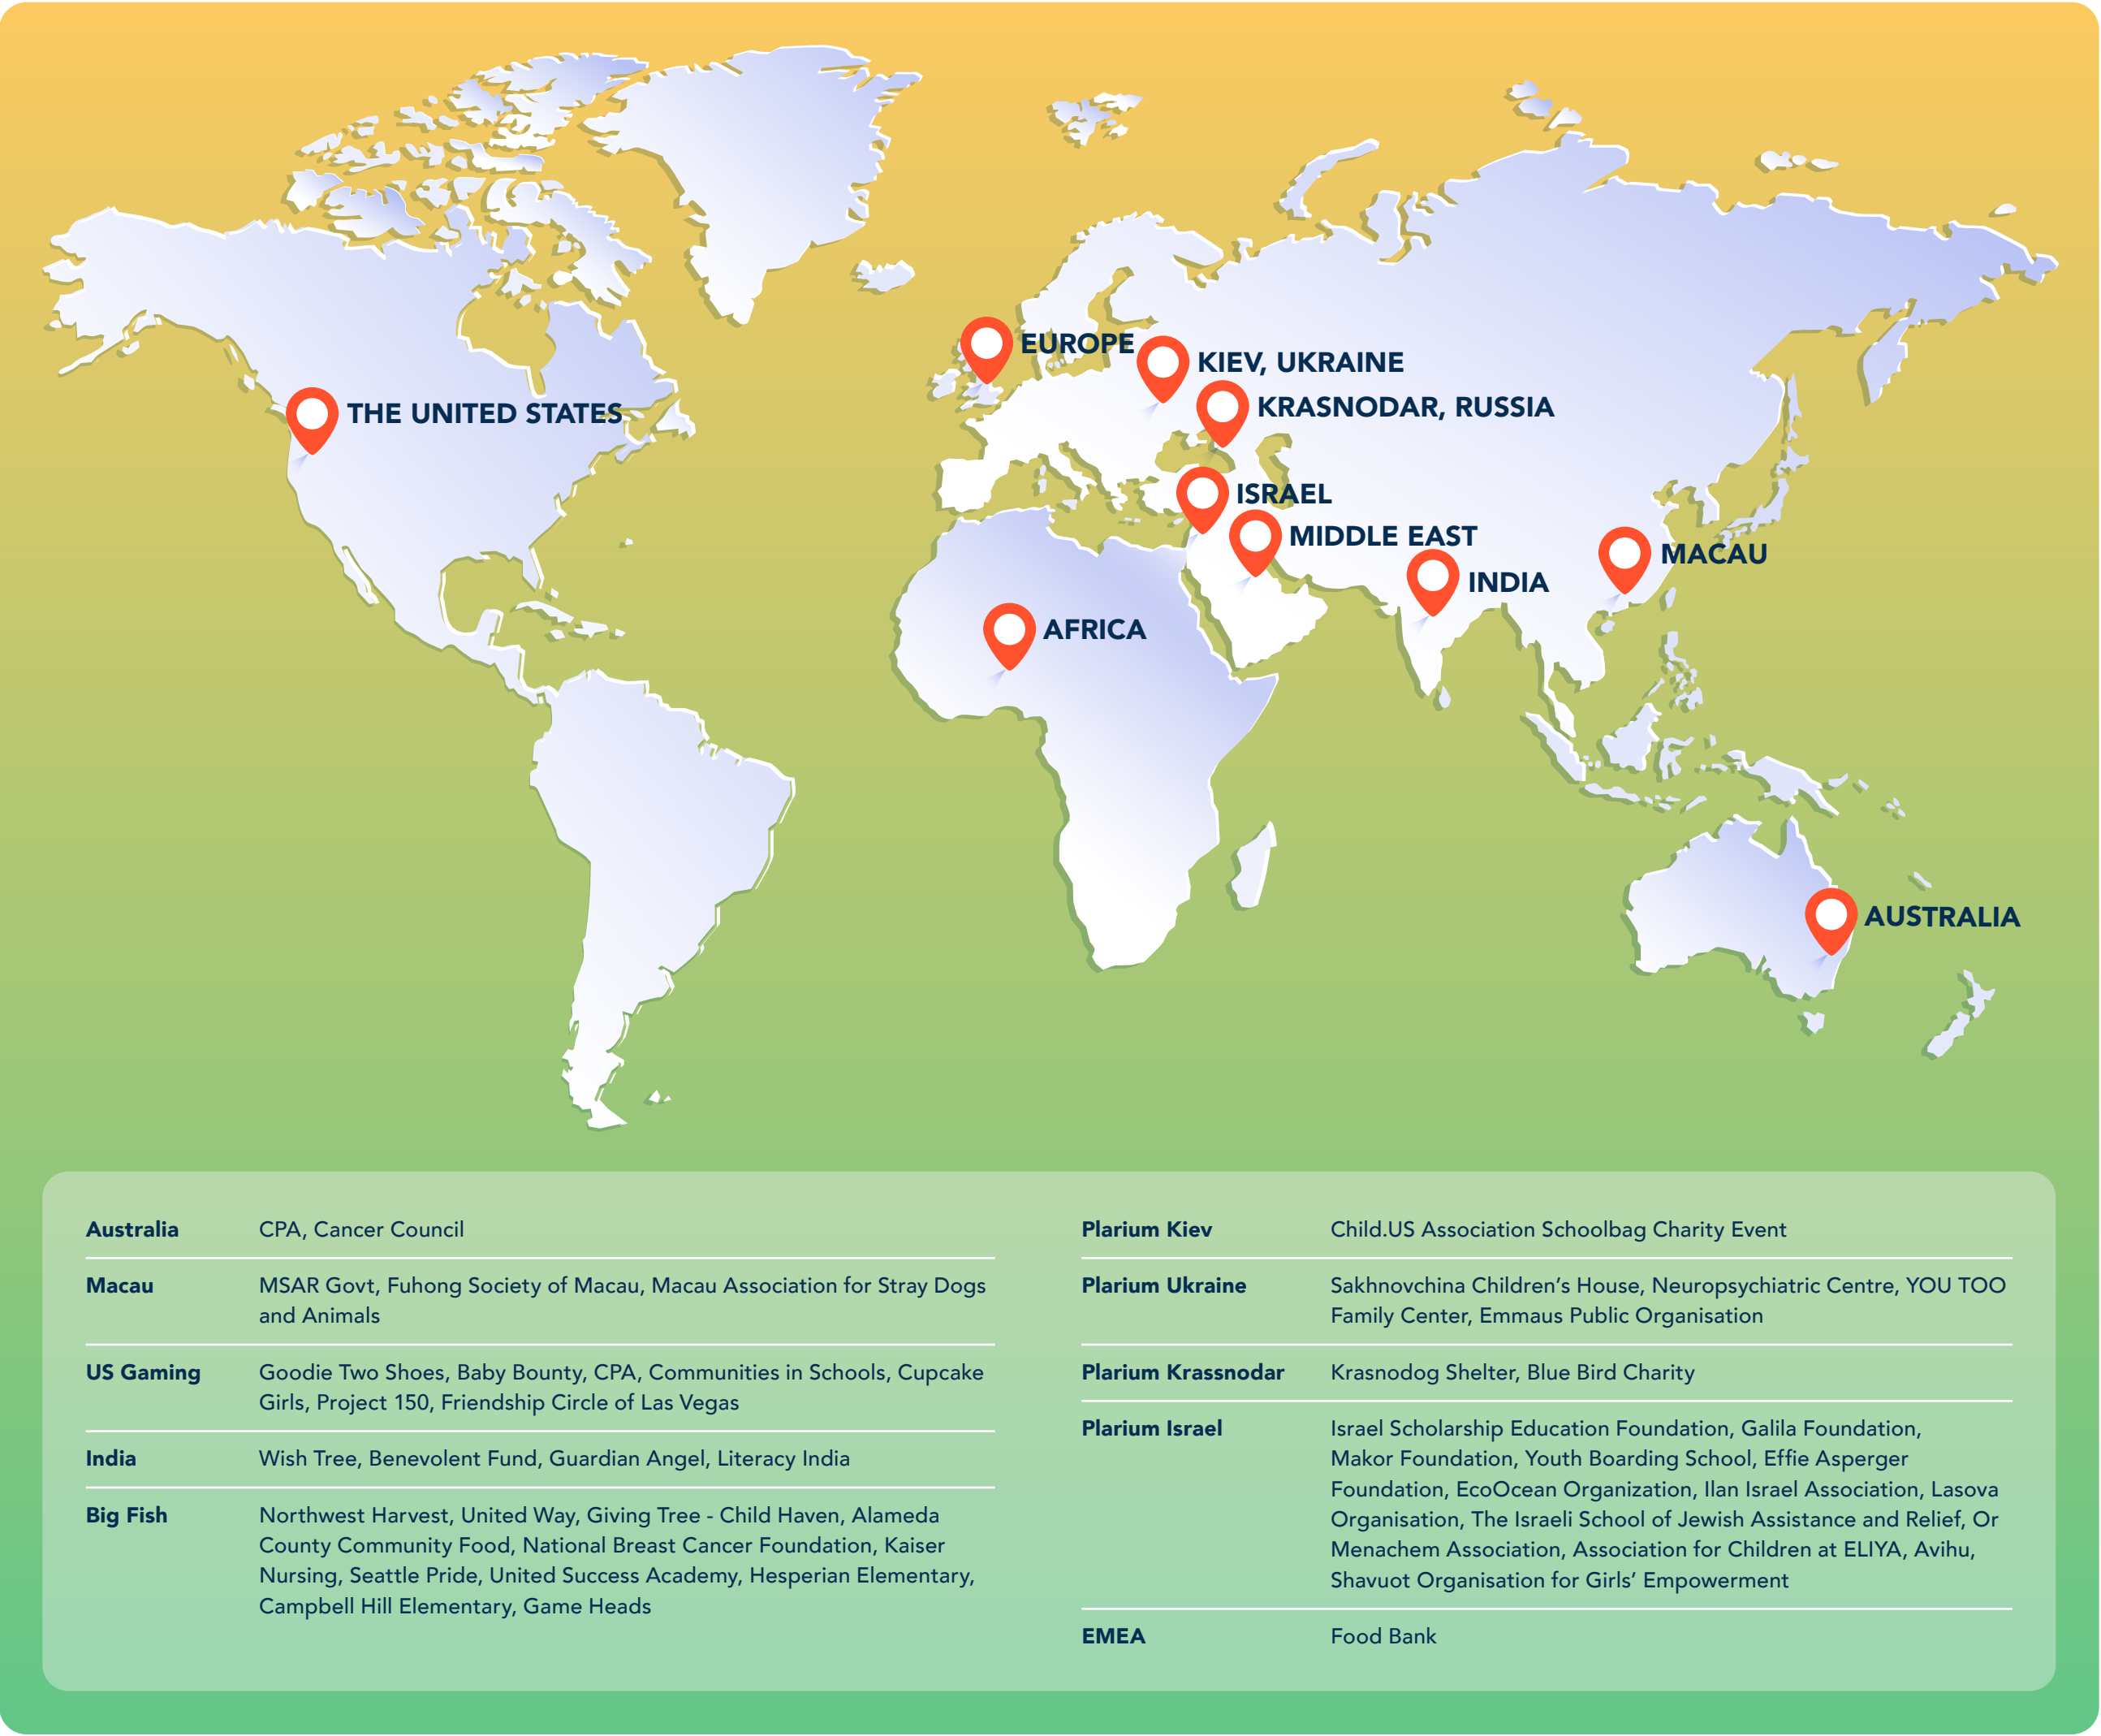 EUROPE
KIEV, UKRAINE
KRASNODAR, RUSSIA
THE UNITED STATES
ISRAEL
MIDDLE EAST
MACAU
INDIA
AFRICA
AUSTRALIA
Australia CPA, Cancer Council
Macau MSAR Govt, Fuhong Society of Macau, Macau Association for Stray Dogs
and Animals
US Gaming Goodie Two Shoes, Baby Bounty, CPA, Communities in Schools, Cupcake
Girls, Project 150, Friendship Circle of Las Vegas
India Wish Tree, Benevolent Fund, Guardian Angel, Literacy India
Big Fish Northwest Harvest, United Way, Giving Tree - Child Haven, Alameda
County Community Food, National Breast Cancer Foundation, Kaiser
Nursing, Seattle Pride, United Success Academy, Hesperian Elementary,
Campbell Hill Elementary, Game Heads
Plarium Kiev Child.US Association Schoolbag Charity Event
Plarium Ukraine Sakhnovchina Children’s House, Neuropsychiatric Centre, YOU TOO
Family Center, Emmaus Public Organisation
Plarium Krassnodar Krasnodog Shelter, Blue Bird Charity
Plarium Israel Israel Scholarship Education Foundation, Galila Foundation,
Makor Foundation, Youth Boarding School, Effie Asperger
Foundation, EcoOcean Organization, Ilan Israel Association, Lasova
Organisation, The Israeli School of Jewish Assistance and Relief, Or
Menachem Association, Association for Children at ELIYA, Avihu,
Shavuot Organisation for Girls’ Empowerment
EMEA Food Bank